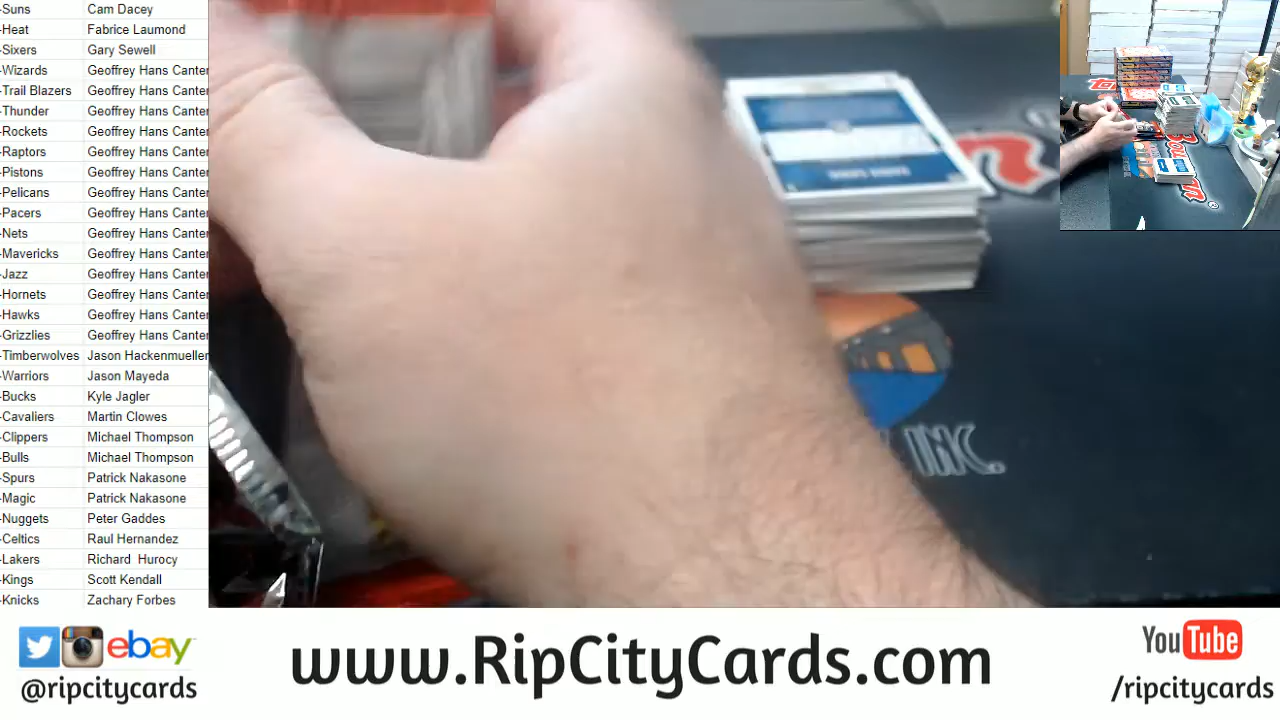 -Suns Cam Dacey
-Heat Fabrice Laumond
-Sixers Gary Sewell
-Wizards Geoffrey Hans Canter
-Trail Blazers Geoffrey Hans Canter
-Thunder Geoffrey Hans Canter
-Rockets Geoffrey Hans Canter
-Raptors Geoffrey Hans Canter
-Pistons Geoffrey Hans Canter
-Pelicans Geoffrey Hans Canter
-Pacers Geoffrey Hans Canter
-Nets Geoffrey Hans Canter
-Mavericks Geoffrey Hans Canter
-Jazz Geoffrey Hans Canter
-Hornets Geoffrey Hans Canter
-Hawks Geoffrey Hans Canter
-Grizzlies Geoffrey Hans Canter
-Timberwolves Jason Hackenmueller
-Warriors Jason Mayeda
-Bucks Kyle Jagler
-Cavaliers Martin Clowes
-Clippers Michael Thompson
-Bulls Michael Thompson
-Spurs Patrick Nakasone
-Magic Patrick Nakasone
-Nuggets Peter Gaddes
-Celtics Raul Hernandez
-Lakers Richard Hurocy
-Kings Scott Kendall
-Knicks Zachary Forbes
INC.
ebay
@ripcitycards
www.RipCityCards.com
YouTube
/ripcitycards